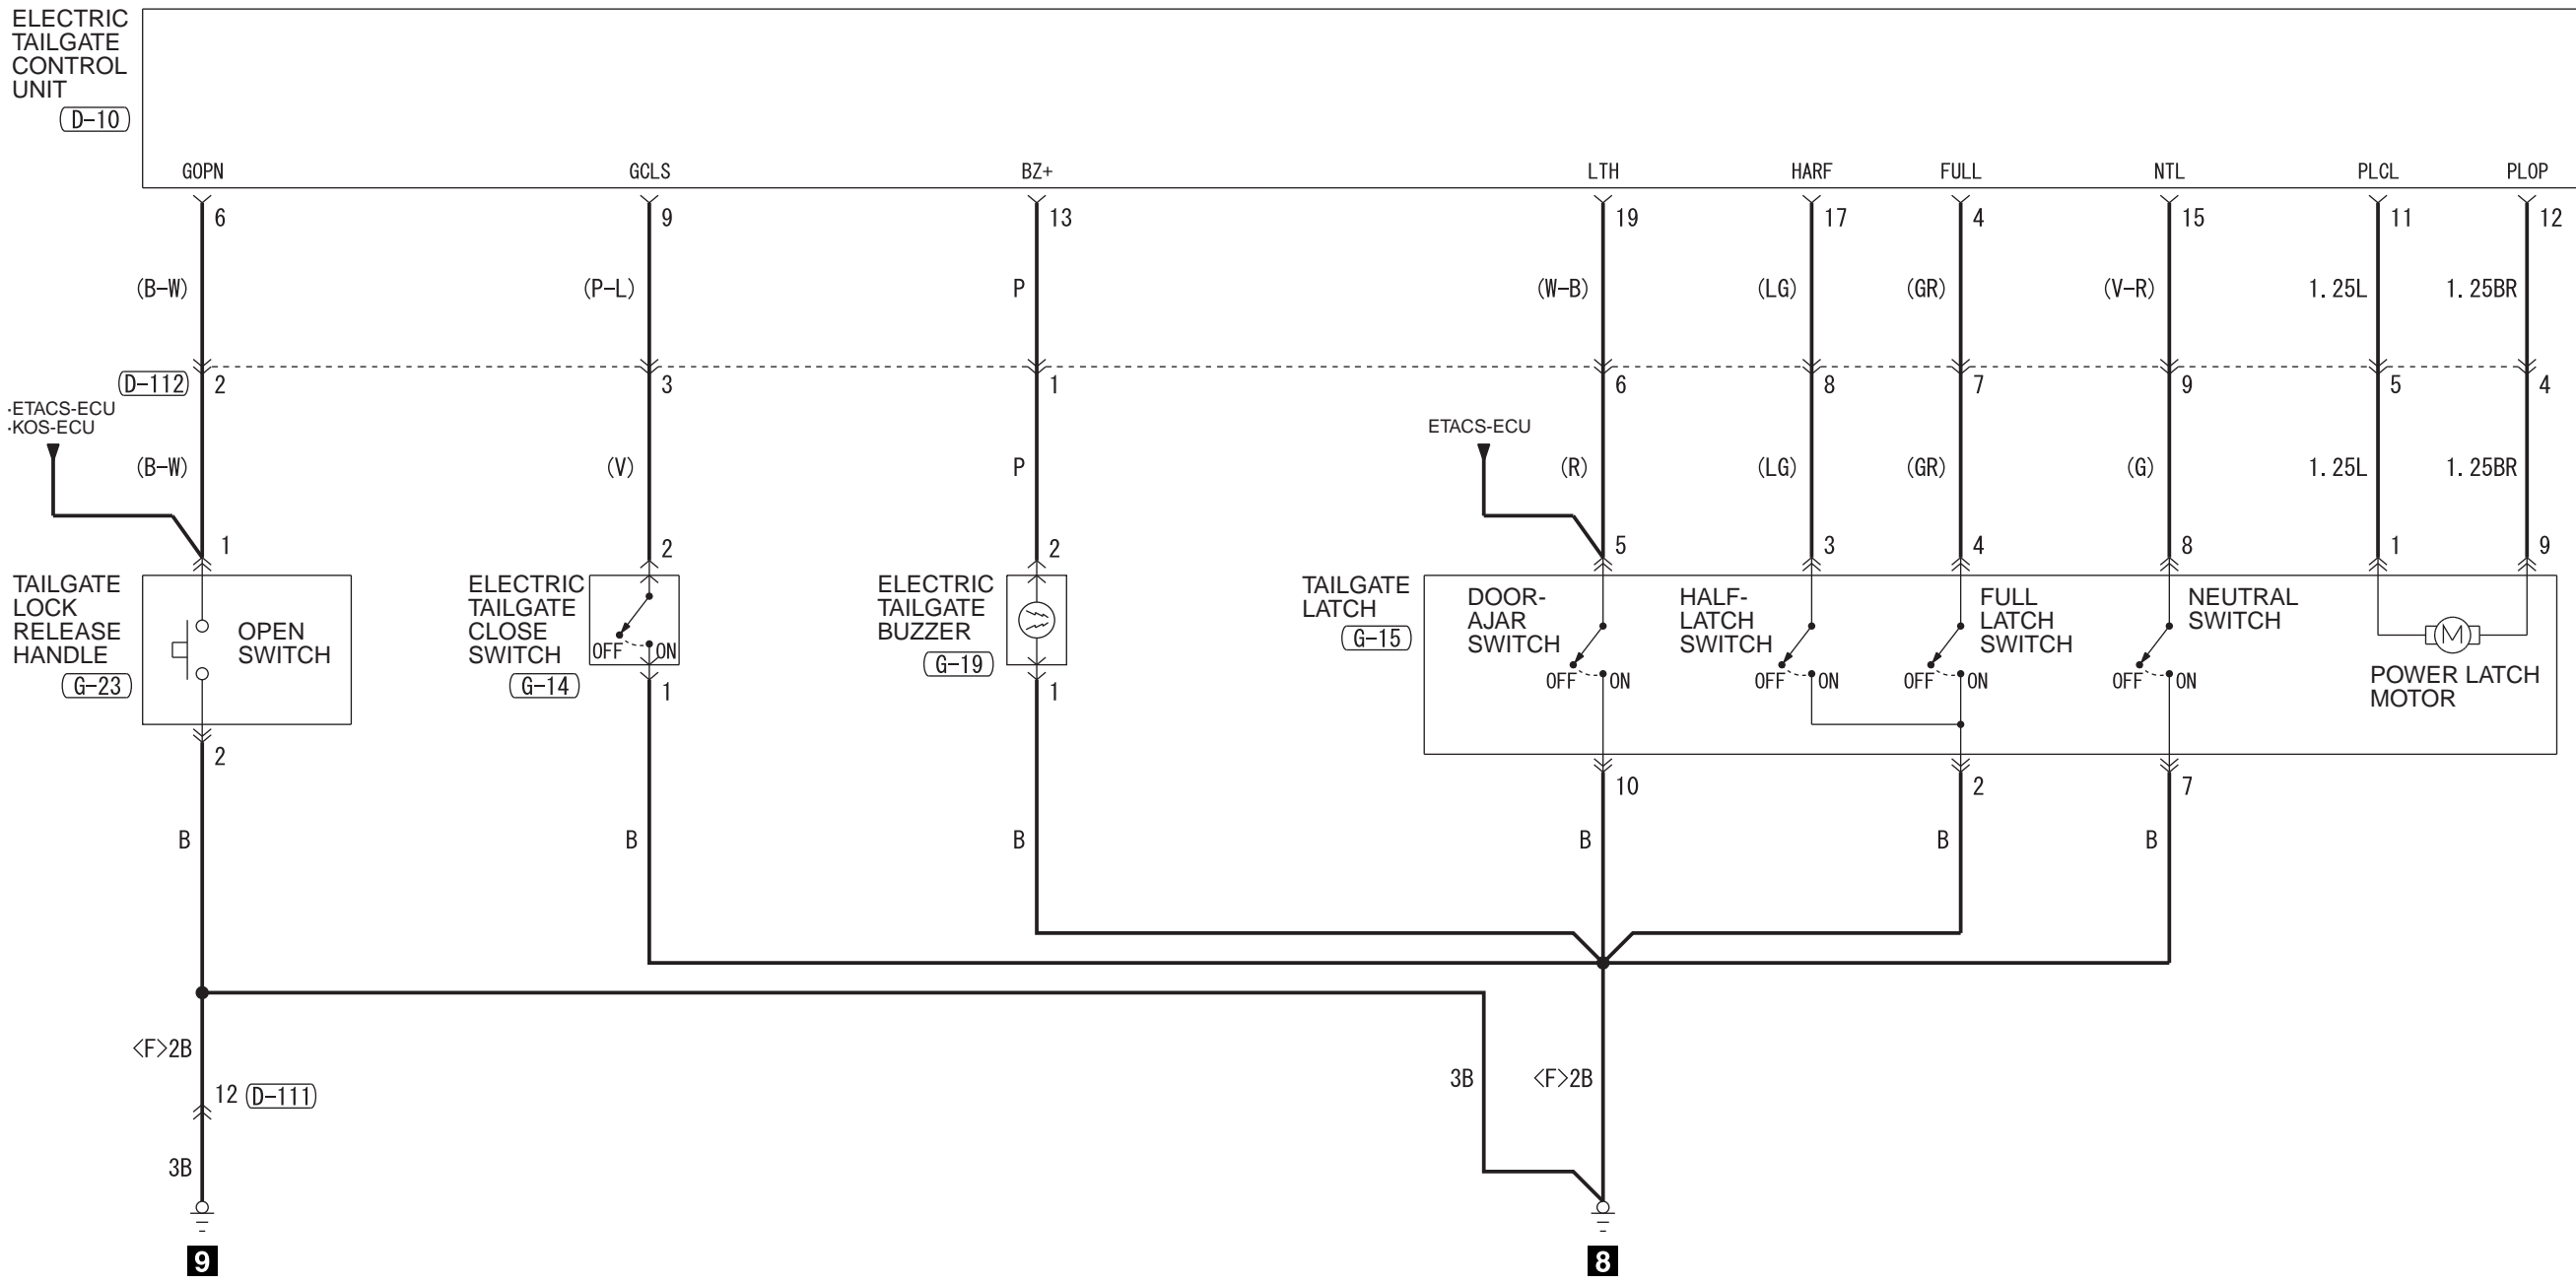 ELECTRIC
TAILGATE
CONTROL
UNIT
D-10
GOPN GCLS BZ+ LTH HARF FULL NTL PLCL PLOP
6 9 13 19 17 4 15 11 12
(B-W) (P-L) P (W-B) (LG) (GR) (V-R) 1.25L 1.25BR
D-112 2 3 1 6 8 7 9 5 4
·ETACS-ECU
·KOS-ECU
ETACS-ECU
(B-W) (V) P (R) (LG) (GR) (G) 1.25L 1.25BR
1 2 2 5 3 4 8 1 9
TAILGATE
LOCK
RELEASE
HANDLE
G-23
OPEN
SWITCH
ELECTRIC
TAILGATE
CLOSE
SWITCH
G-14
OFF ON
ELECTRIC
TAILGATE
BUZZER
G-19
TAILGATE
LATCH
G-15
DOOR-
AJAR
SWITCH
OFF ON
HALF-
LATCH
SWITCH
OFF ON
FULL
LATCH
SWITCH
OFF ON
NEUTRAL
SWITCH
OFF ON
POWER LATCH
MOTOR
M
2 1 1 10 2 7
B B B B B B
<F>2B
12 D-111
3B
3B <F>2B
9 8